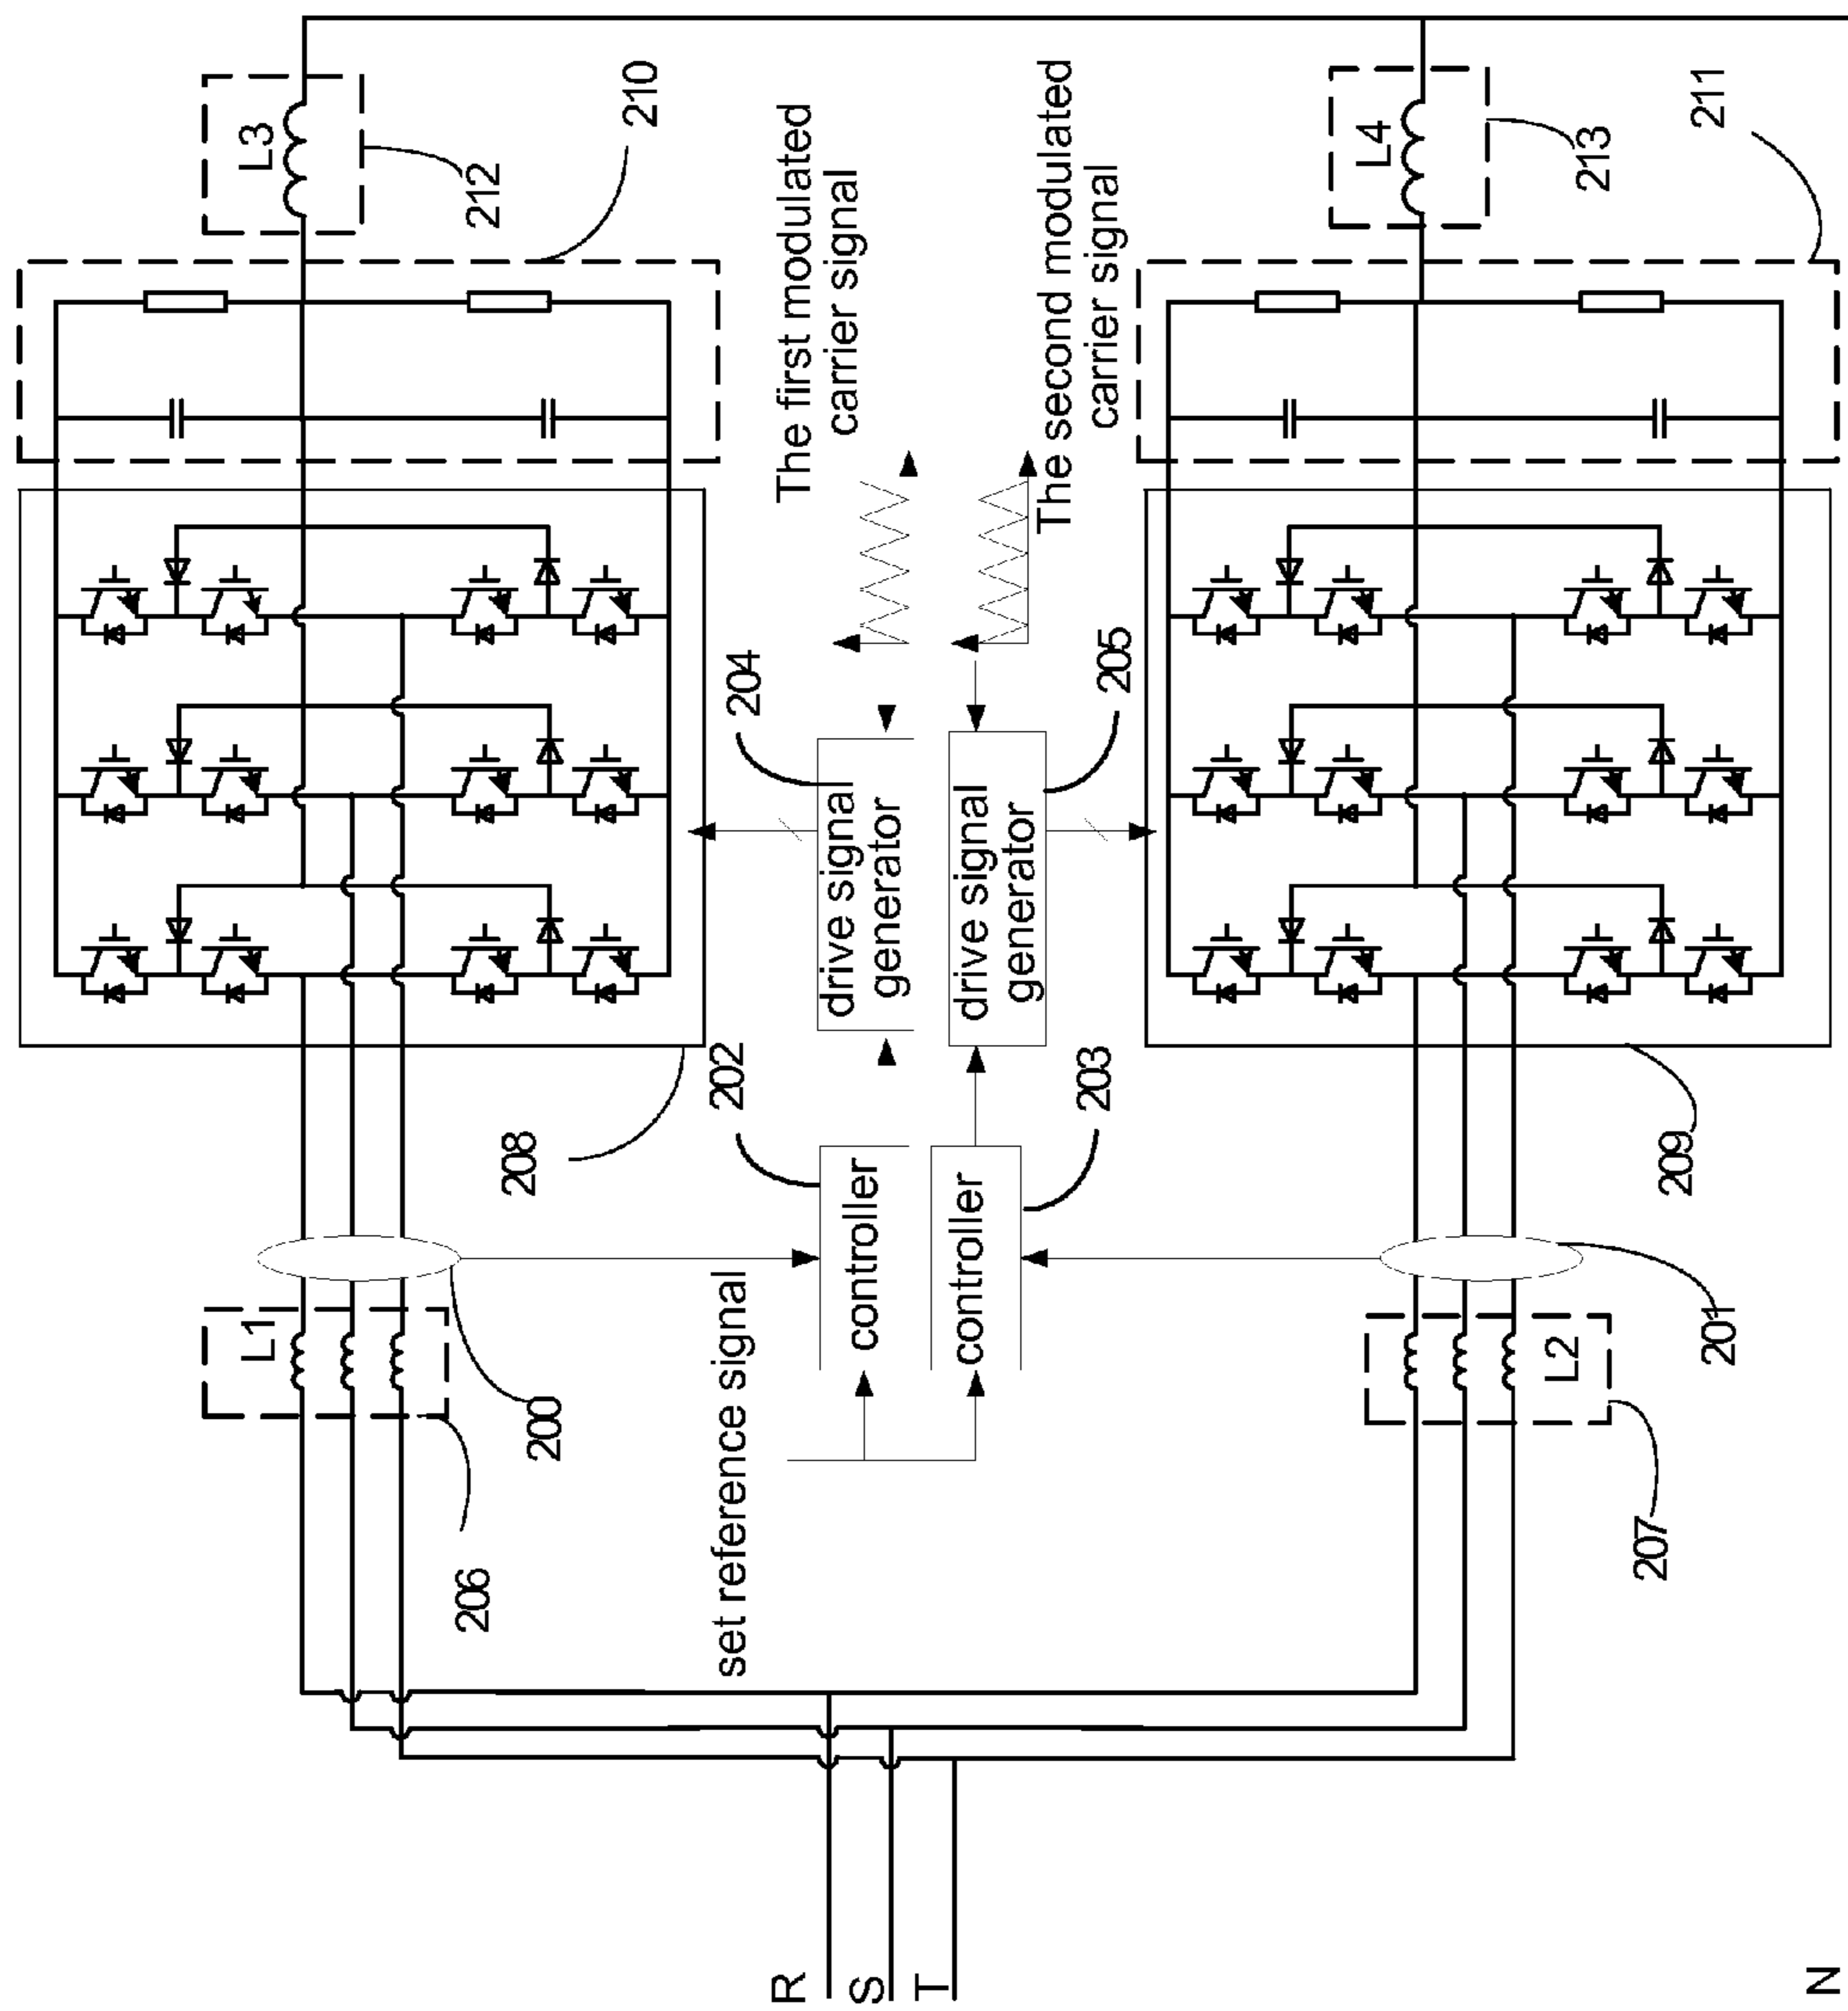 R
S
T
N
L1
206
200
set reference signal
L2
207
201
controller
202
controller
203
208
209
drive signal
generator
204
drive signal
generator
205
The first modulated
carrier signal
The second modulated
carrier signal
L3
212
210
L4
213
211